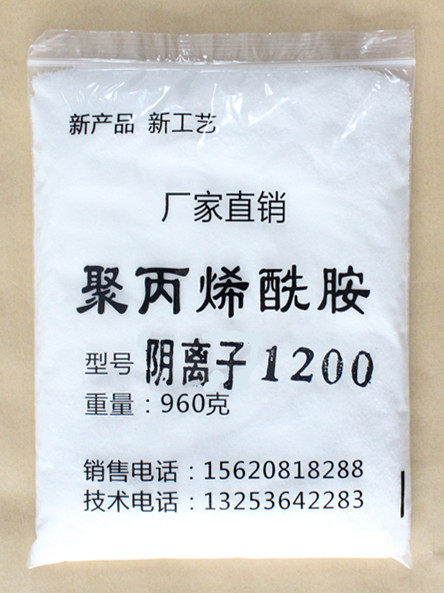 新产品 新工艺
厂家直销
聚丙烯酰胺
型号 阴离子1200
重量：960克
销售电话：15620818288
技术电话：13253642283